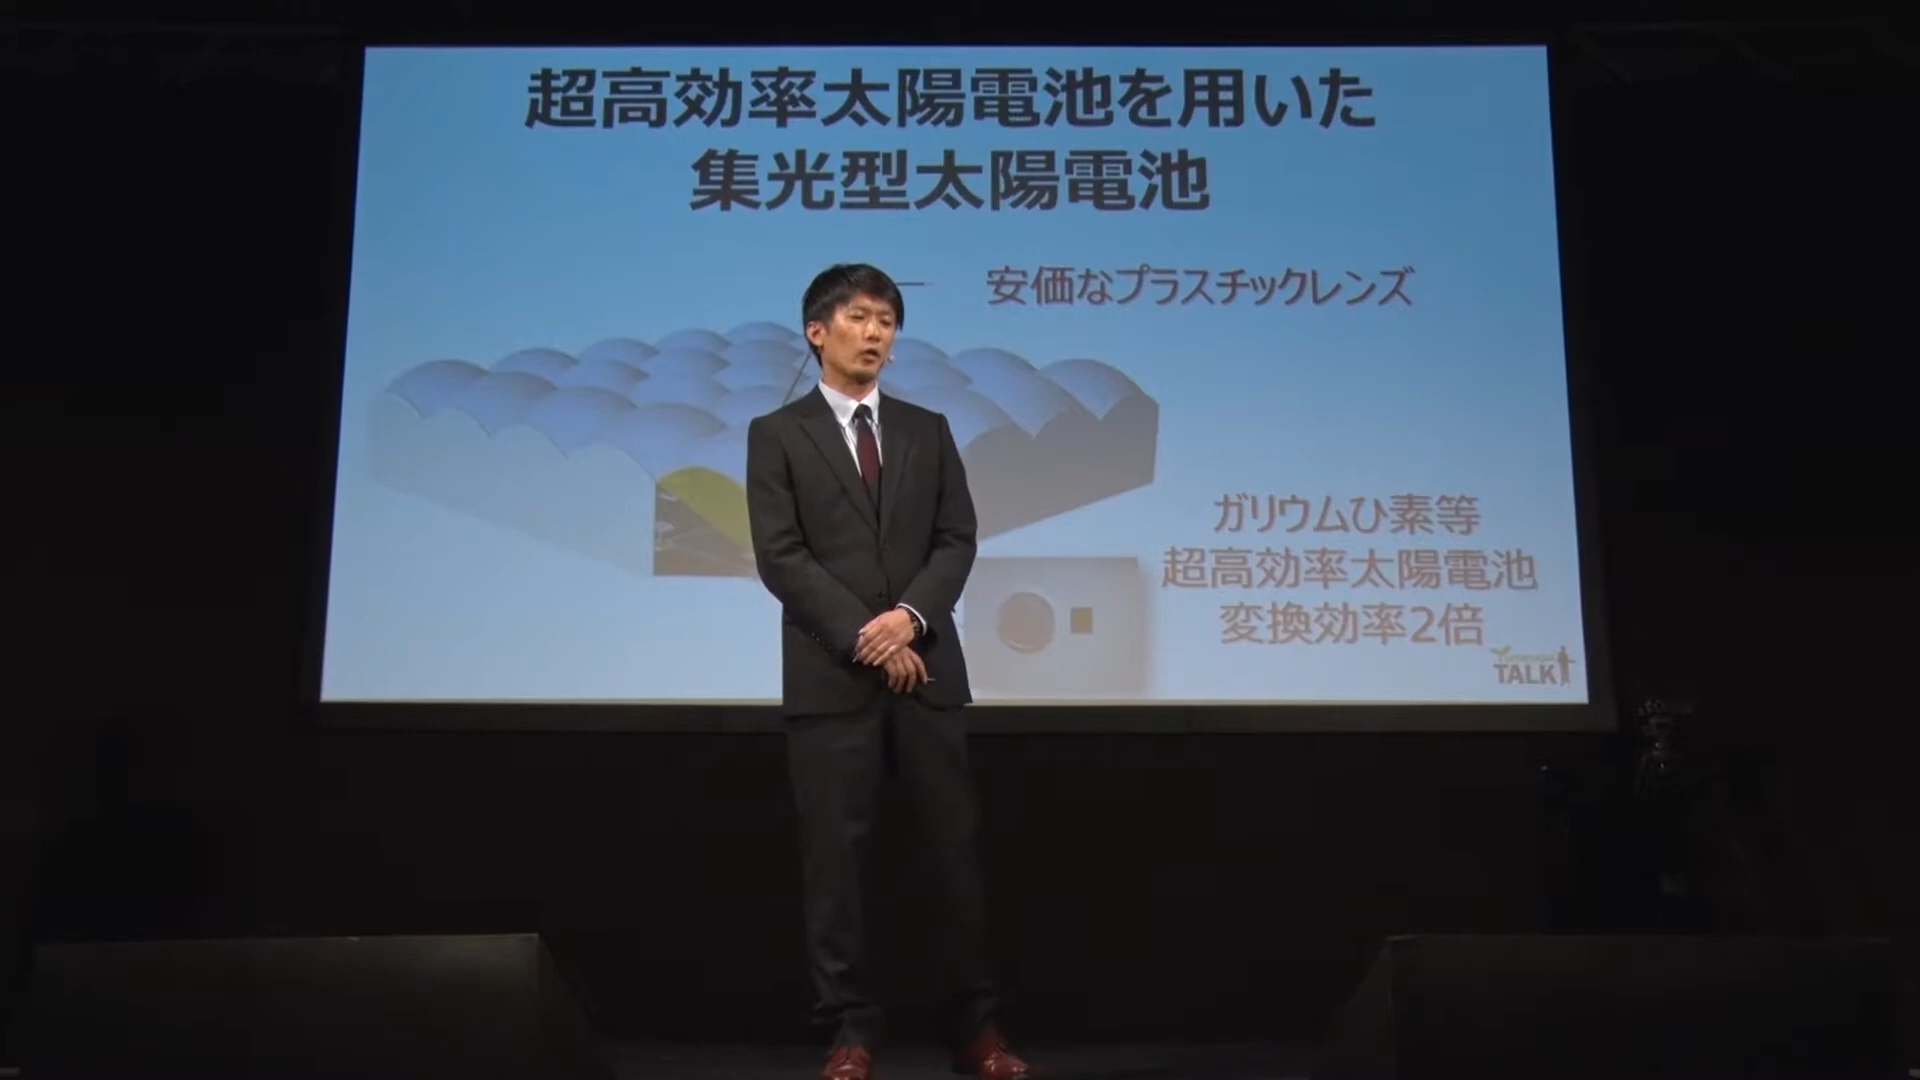 超高効率太陽電池を用いた
集光型太陽電池
安価なプラスチックレンズ
ガリウムひ素等
超高効率太陽電池
変換効率2倍
TALK